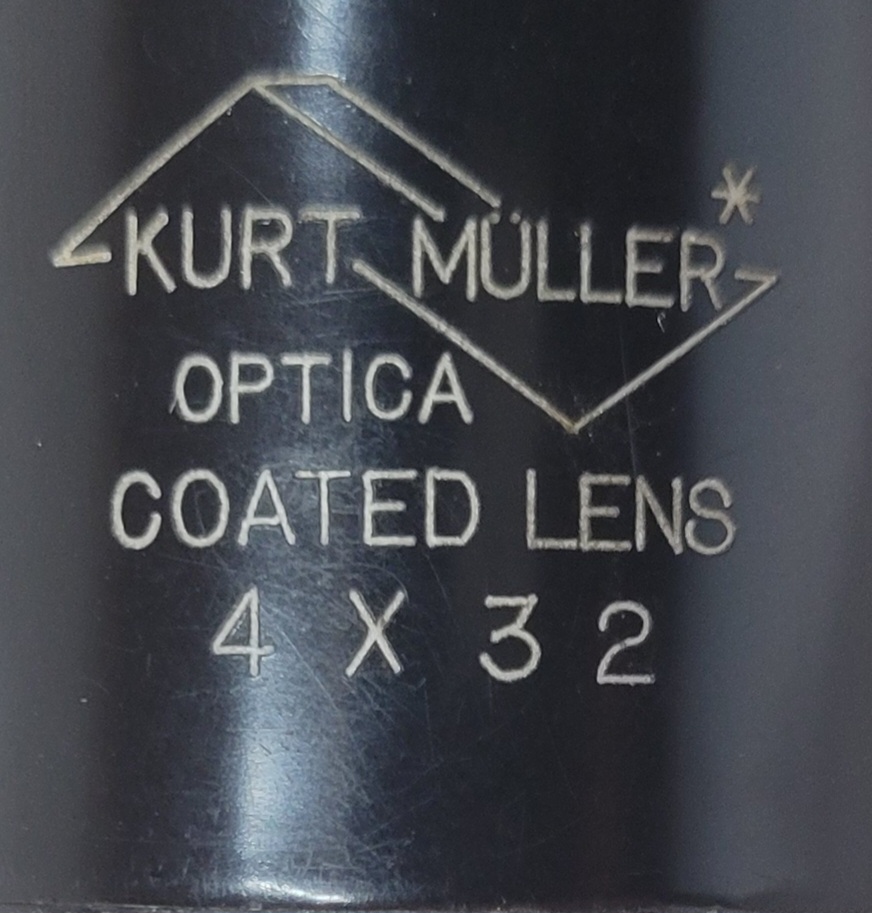 KURT MÜLLER*
OPTICA
COATED LENS
4 X 32